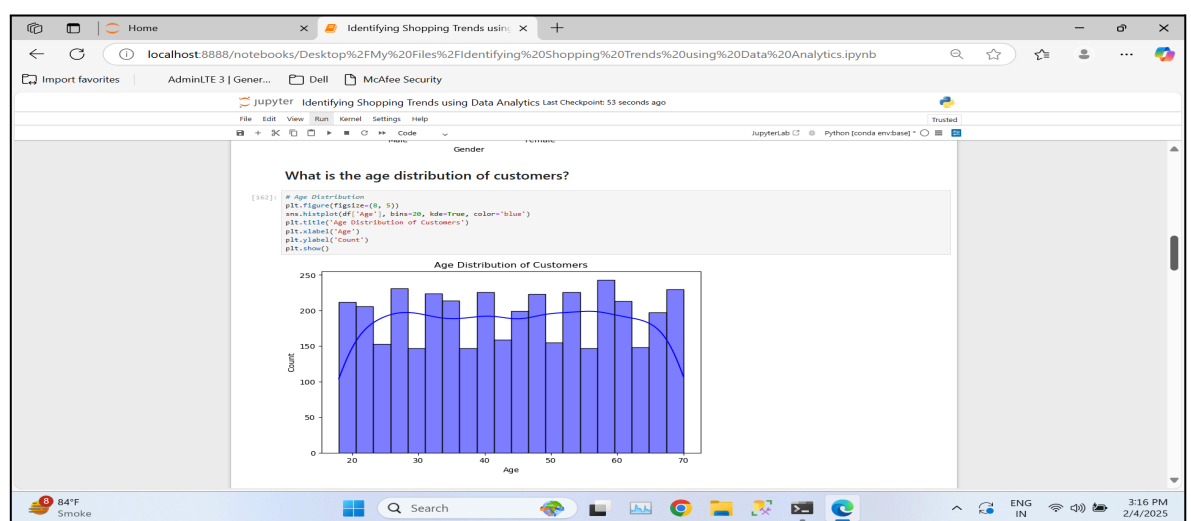 Home
Identifying Shopping Trends using
localhost:8888/notebooks/Desktop%2FMy%20Files%2FIdentifying%20Shopping%20Trends%20using%20Data%20Analytics.ipynb
Import favorites
AdminLTE 3 | Gener...
Dell
McAfee Security
jupyter Identifying Shopping Trends using Data Analytics Last Checkpoint: 53 seconds ago
File Edit View Run Kernel Settings Help
Trusted
Code
JupyterLab
Python [conda env:base] *
Male Female
Gender
What is the age distribution of customers?
[162]:
# Age Distribution
plt.figure(figsize=(8, 5))
sns.histplot(df['Age'], bins=20, kde=True, color='blue')
plt.title('Age Distribution of Customers')
plt.xlabel('Age')
plt.ylabel('Count')
plt.show()
Age Distribution of Customers
250
200
150
100
50
0
Count
20 30 40 50 60 70
Age
8
84°F
Smoke
Search
ENG
IN
3:16 PM
2/4/2025